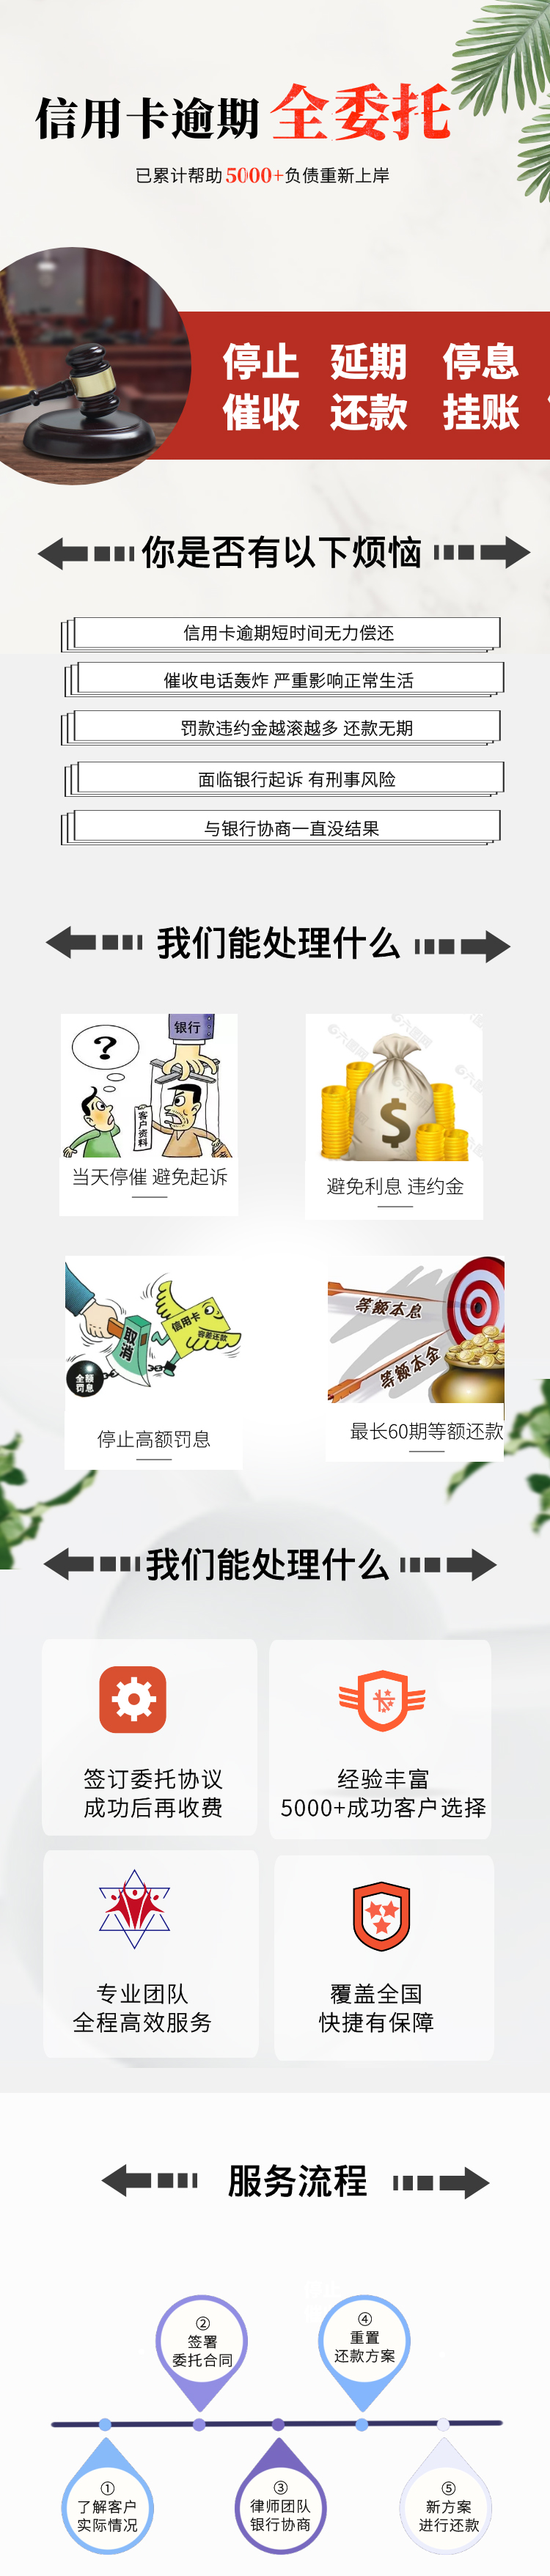 信用卡逾期全委托
已累计帮助5000+负债重新上岸
停止 延期 停息
催收 还款 挂账
你是否有以下烦恼
信用卡逾期短时间无力偿还
催收电话轰炸 严重影响正常生活
罚款违约金越滚越多 还款无期
面临银行起诉 有刑事风险
与银行协商一直没结果
我们能处理什么
银行
?
客户资料
当天停催 避免起诉
$
避免利息 违约金
取消
信用卡
容差还款
全额
罚息
停止高额罚息
等额本息
等额本金
最长60期等额还款
我们能处理什么
签订委托协议
成功后再收费
经验丰富
5000+成功客户选择
专业团队
全程高效服务
覆盖全国
快捷有保障
服务流程
②
签署
委托合同
④
重置
还款方案
①
了解客户
实际情况
③
律师团队
银行协商
⑤
新方案
进行还款